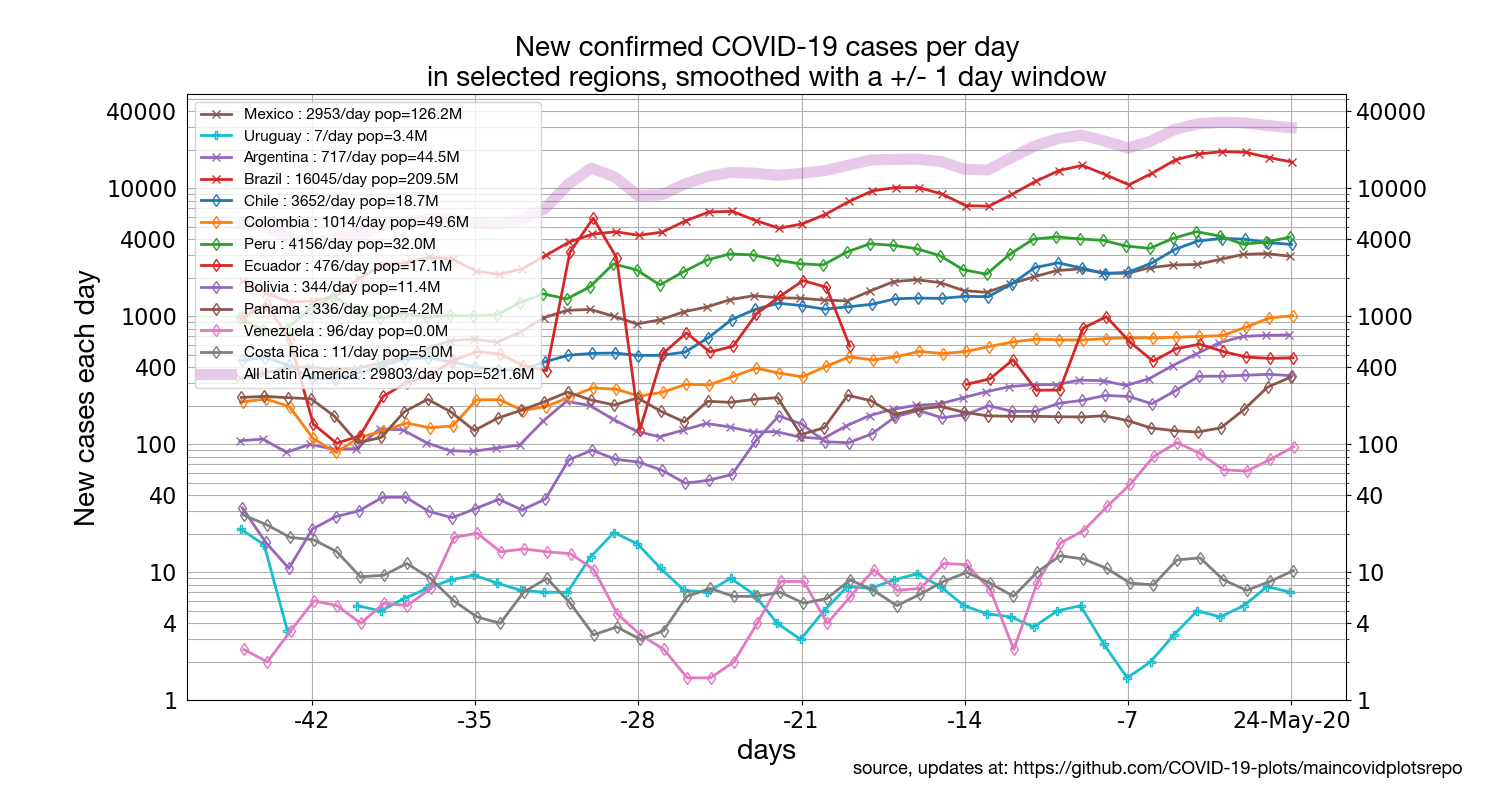 New confirmed COVID-19 cases per day
in selected regions, smoothed with a +/- 1 day window
Mexico : 2953/day pop=126.2M
Uruguay : 7/day pop=3.4M
Argentina : 717/day pop=44.5M
Brazil : 16045/day pop=209.5M
Chile : 3652/day pop=18.7M
Colombia : 1014/day pop=49.6M
Peru : 4156/day pop=32.0M
Ecuador : 476/day pop=17.1M
Bolivia : 344/day pop=11.4M
Panama : 336/day pop=4.2M
Venezuela : 96/day pop=0.0M
Costa Rica : 11/day pop=5.0M
All Latin America : 29803/day pop=521.6M
New cases each day
40000
10000
4000
1000
400
100
40
10
4
1
40000
10000
4000
1000
400
100
40
10
4
1
-42 -35 -28 -21 -14 -7 24-May-20
days
source, updates at: https://github.com/COVID-19-plots/maincovidplotsrepo